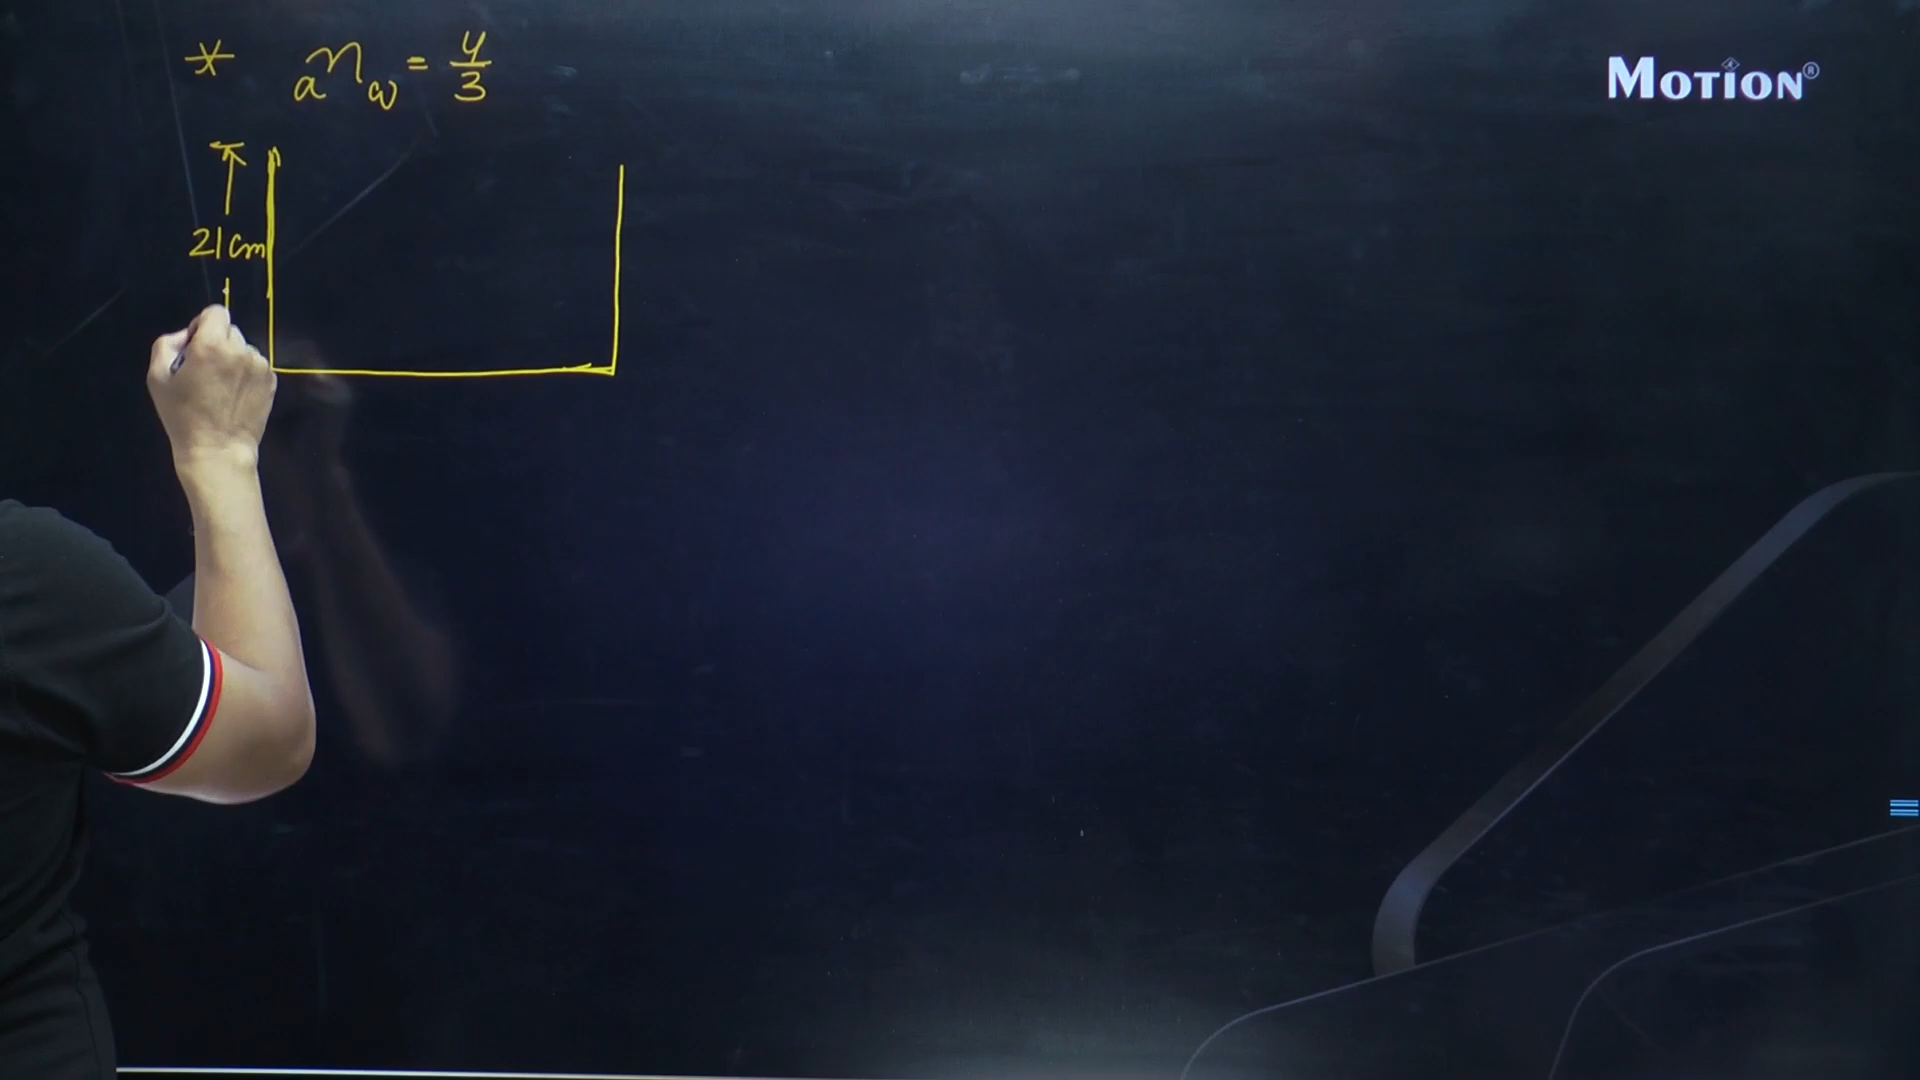 * ₐn_w = 4/3
MOTION®
21cm